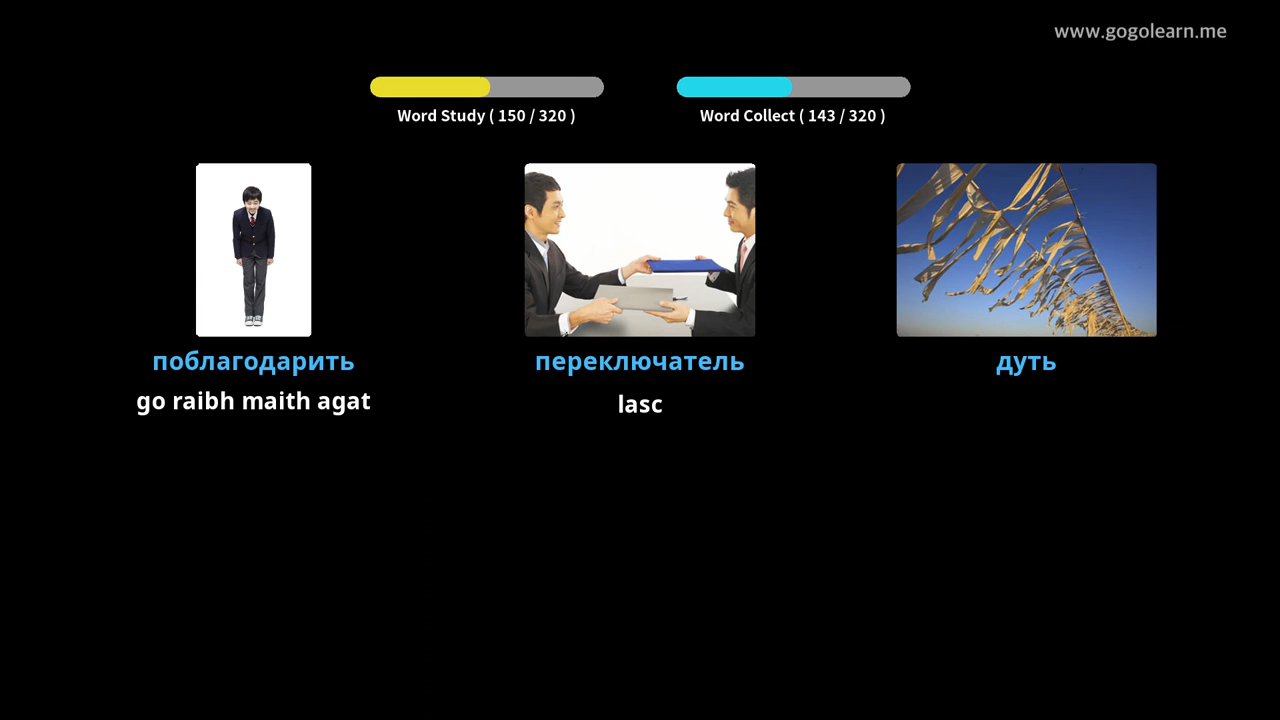 www.gogolearn.me
Word Study ( 150 / 320 )
Word Collect ( 143 / 320 )
поблагодарить
переключатель
дуть
go raibh maith agat
lasc